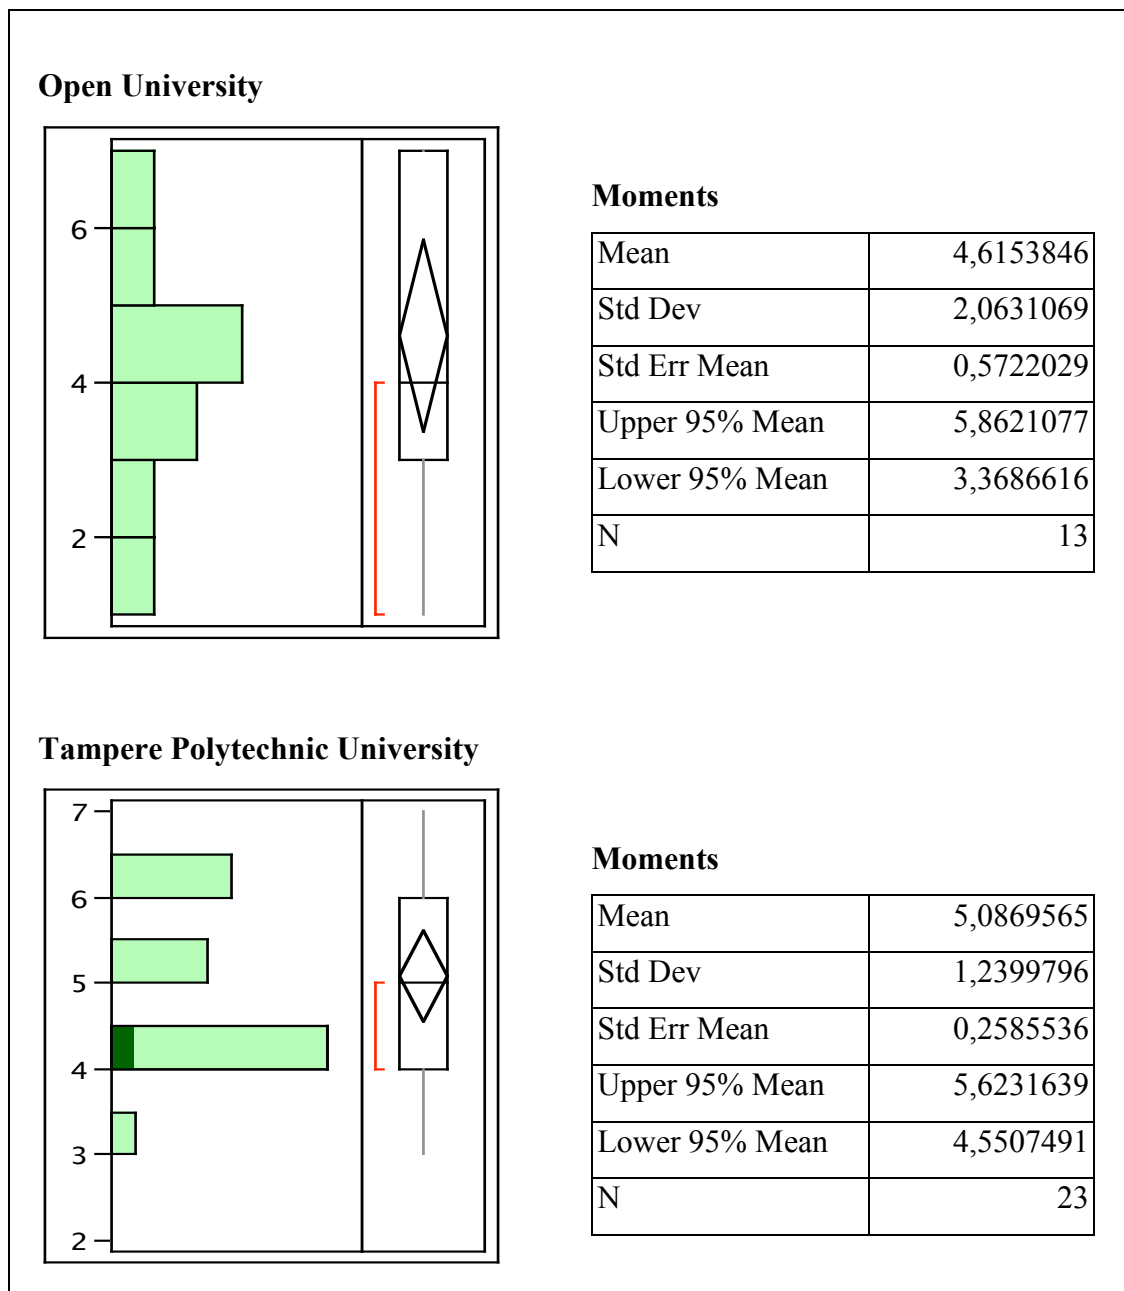 Open University
6
4
2
Moments
Mean 4,6153846
Std Dev 2,0631069
Std Err Mean 0,5722029
Upper 95% Mean 5,8621077
Lower 95% Mean 3,3686616
N 13
Tampere Polytechnic University
7
6
5
4
3
2
Moments
Mean 5,0869565
Std Dev 1,2399796
Std Err Mean 0,2585536
Upper 95% Mean 5,6231639
Lower 95% Mean 4,5507491
N 23